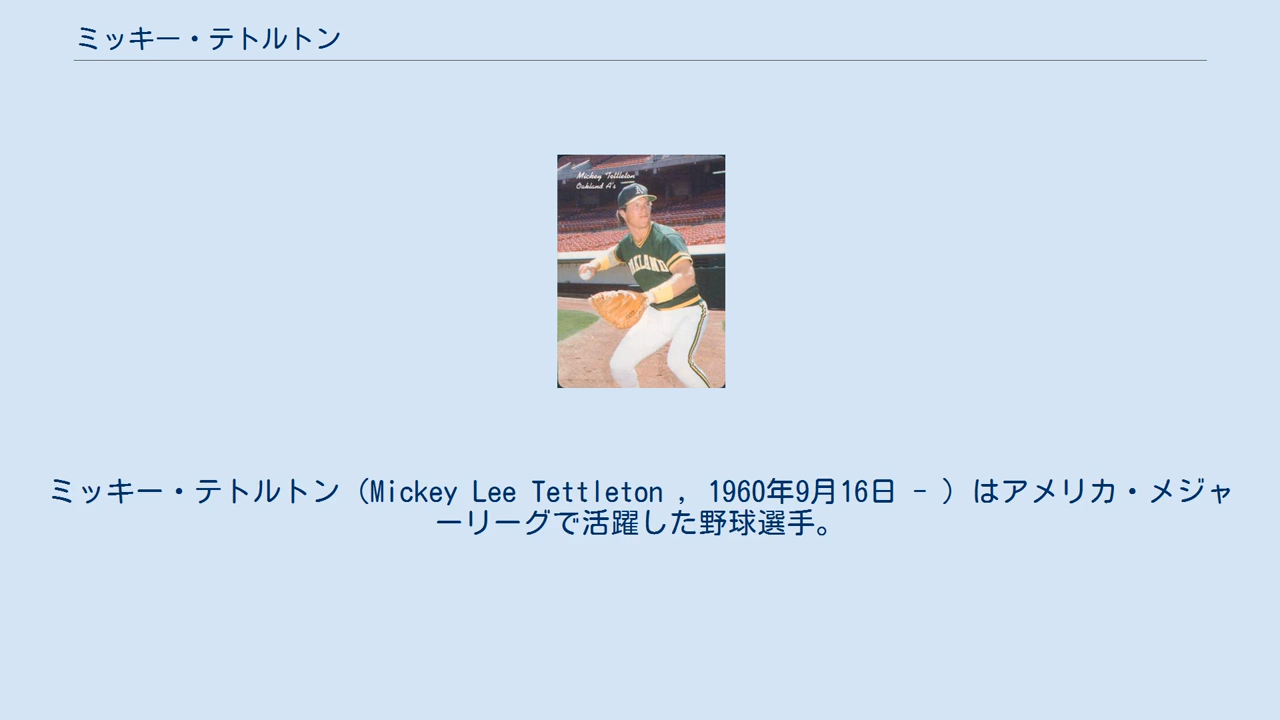 ミッキー・テトルトン
Mickey Tettleton
Oakland A's
A's
OAKLAND
ミッキー・テトルトン（Mickey Lee Tettleton , 1960年9月16日 - ）はアメリカ・メジャ
ーリーグで活躍した野球選手。